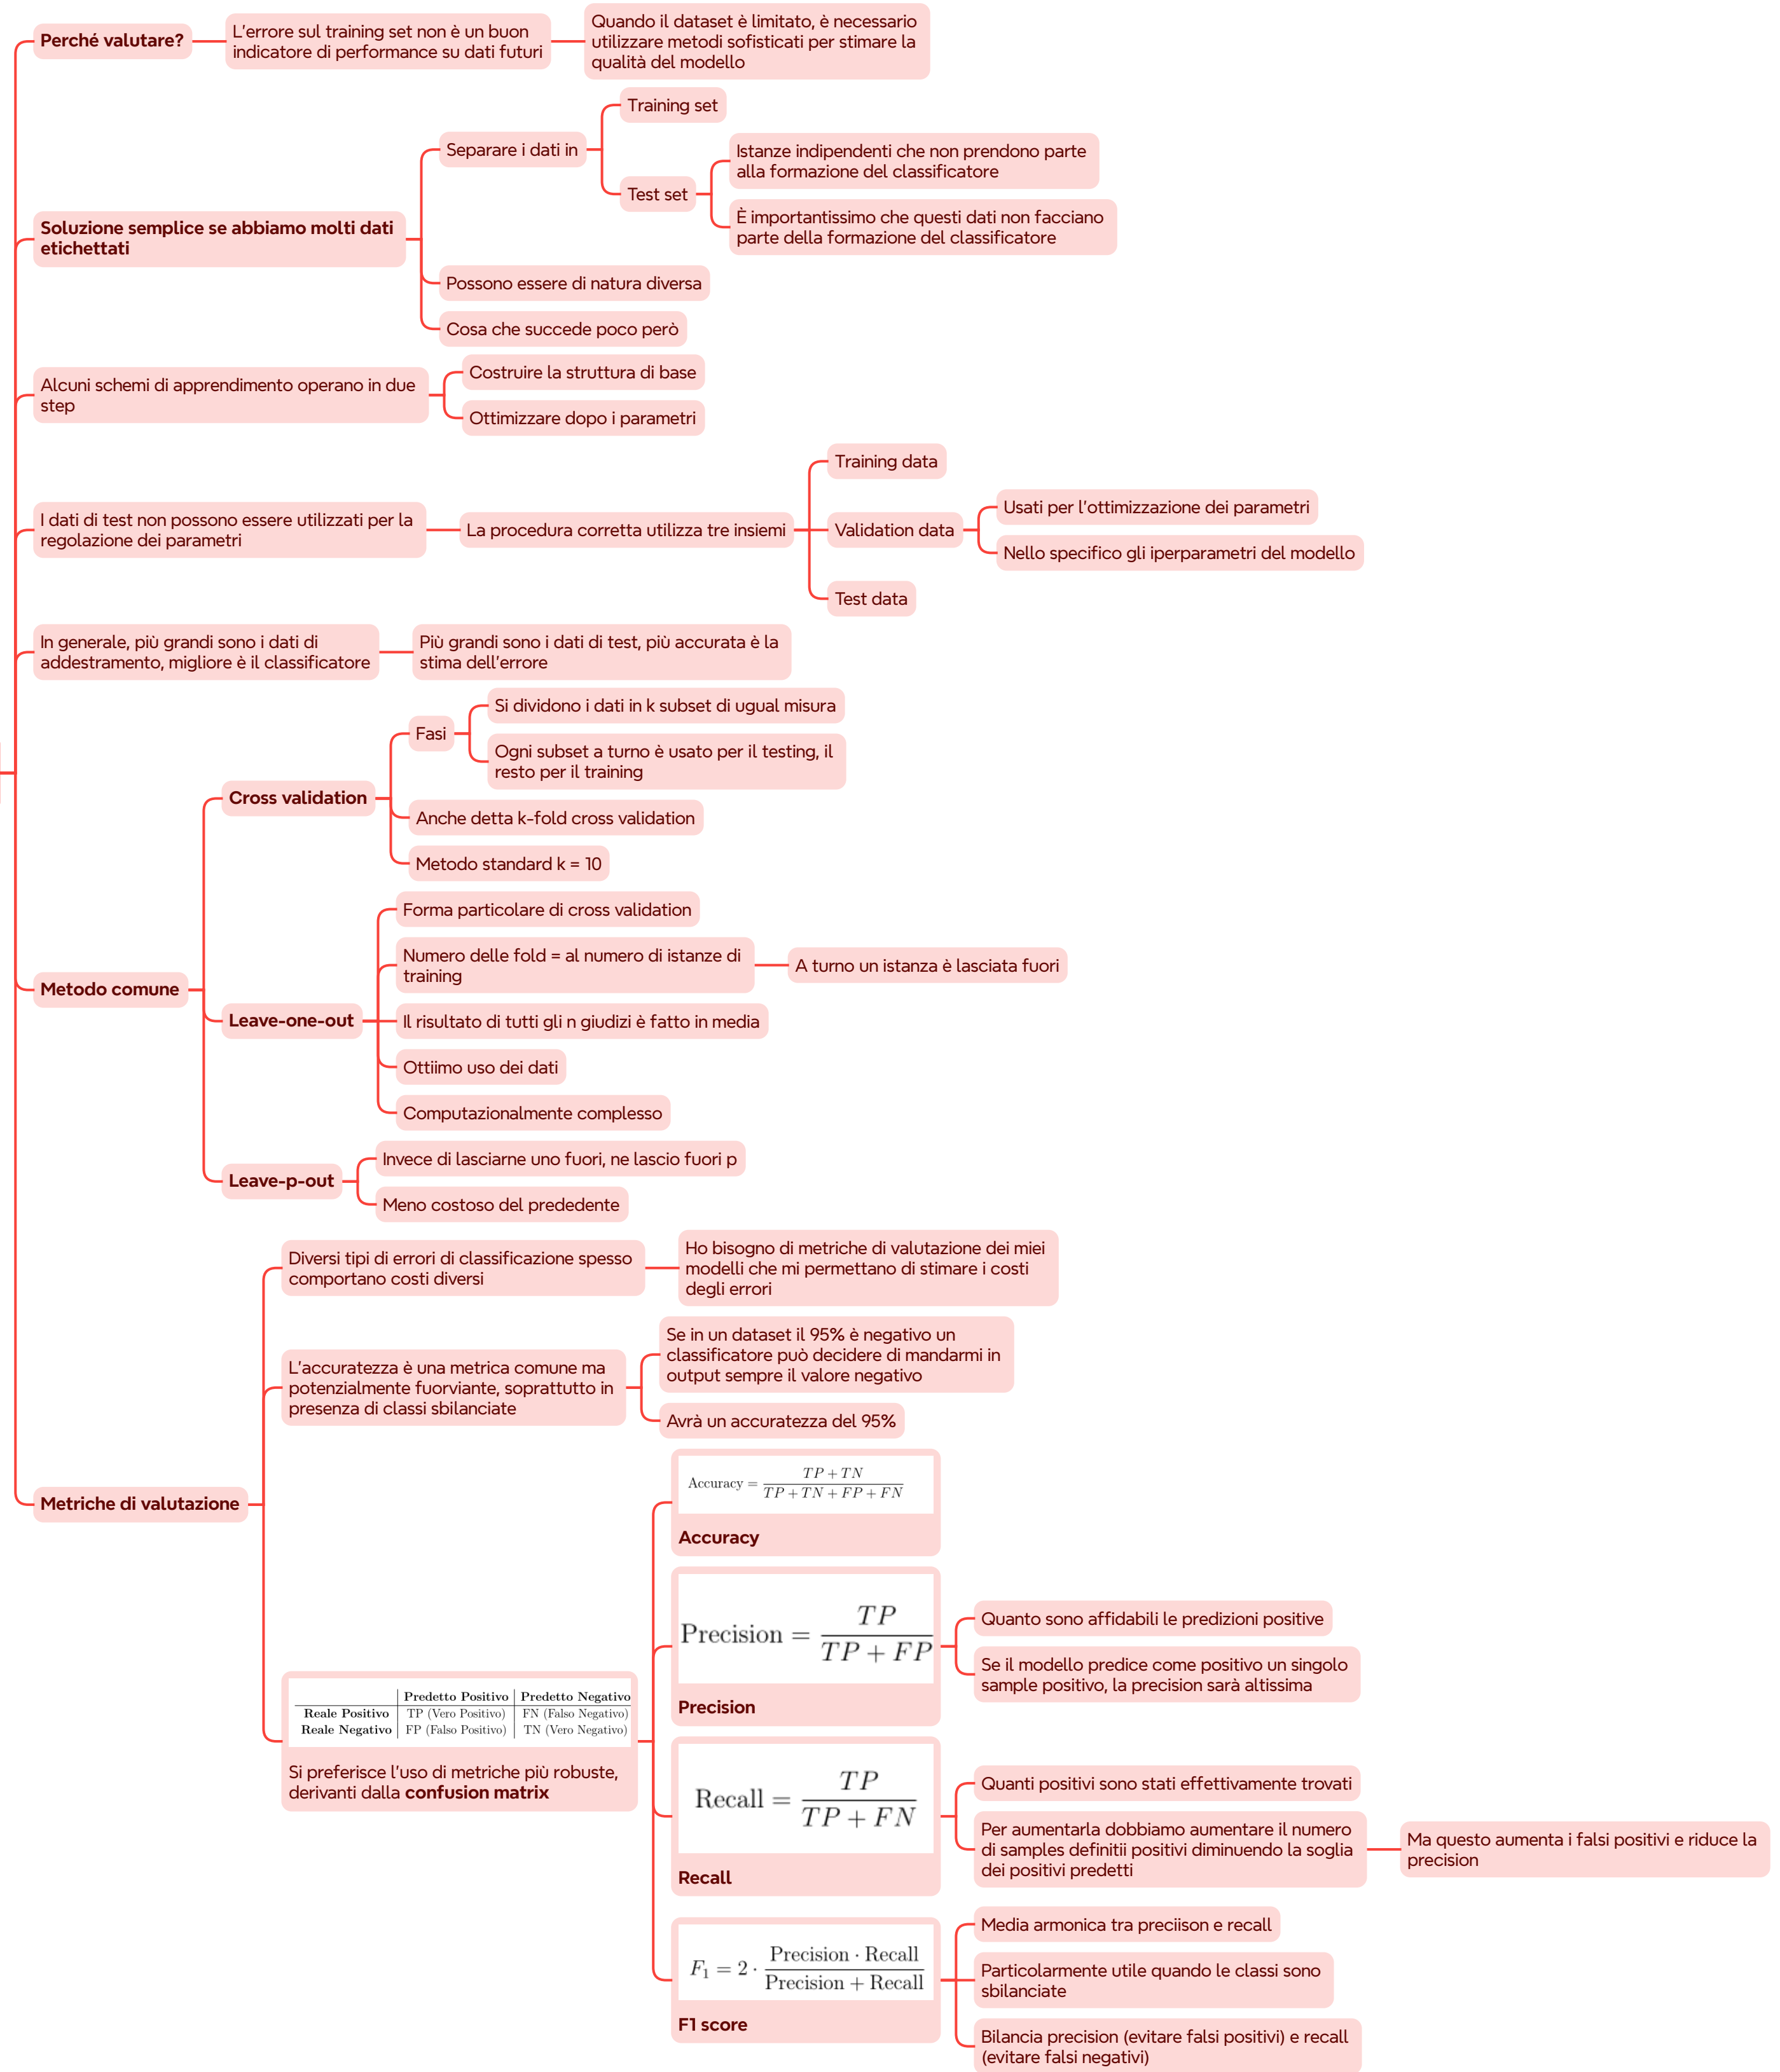 Perché valutare?
L'errore sul training set non è un buon
indicatore di performance su dati futuri
Quando il dataset è limitato, è necessario
utilizzare metodi sofisticati per stimare la
qualità del modello
Soluzione semplice se abbiamo molti dati
etichettati
Separare i dati in
Training set
Test set
Istanze indipendenti che non prendono parte
alla formazione del classificatore
È importantissimo che questi dati non facciano
parte della formazione del classificatore
Possono essere di natura diversa
Cosa che succede poco però
Alcuni schemi di apprendimento operano in due
step
Costruire la struttura di base
Ottimizzare dopo i parametri
I dati di test non possono essere utilizzati per la
regolazione dei parametri
La procedura corretta utilizza tre insiemi
Training data
Validation data
Usati per l'ottimizzazione dei parametri
Nello specifico gli iperparametri del modello
Test data
In generale, più grandi sono i dati di
addestramento, migliore è il classificatore
Più grandi sono i dati di test, più accurata è la
stima dell'errore
Metodo comune
Cross validation
Fasi
Si dividono i dati in k subset di ugual misura
Ogni subset a turno è usato per il testing, il
resto per il training
Anche detta k-fold cross validation
Metodo standard k = 10
Leave-one-out
Forma particolare di cross validation
Numero delle fold = al numero di istanze di
training
A turno un istanza è lasciata fuori
Il risultato di tutti gli n giudizi è fatto in media
Ottiimo uso dei dati
Computazionalmente complesso
Leave-p-out
Invece di lasciarne uno fuori, ne lascio fuori p
Meno costoso del prededente
Metriche di valutazione
Diversi tipi di errori di classificazione spesso
comportano costi diversi
Ho bisogno di metriche di valutazione dei miei
modelli che mi permettano di stimare i costi
degli errori
L'accuratezza è una metrica comune ma
potenzialmente fuorviante, soprattutto in
presenza di classi sbilanciate
Se in un dataset il 95% è negativo un
classificatore può decidere di mandarmi in
output sempre il valore negativo
Avrà un accuratezza del 95%
Predetto Positivo Predetto Negativo
Reale Positivo TP (Vero Positivo) FN (Falso Negativo)
Reale Negativo FP (Falso Positivo) TN (Vero Negativo)
Si preferisce l'uso di metriche più robuste,
derivanti dalla confusion matrix
Accuracy = TP + TN / TP + TN + FP + FN
Accuracy
Precision = TP / TP + FP
Precision
Quanto sono affidabili le predizioni positive
Se il modello predice come positivo un singolo
sample positivo, la precision sarà altissima
Recall = TP / TP + FN
Recall
Quanti positivi sono stati effettivamente trovati
Per aumentarla dobbiamo aumentare il numero
di samples definitii positivi diminuendo la soglia
dei positivi predetti
Ma questo aumenta i falsi positivi e riduce la
precision
F1 = 2 · Precision · Recall / Precision + Recall
F1 score
Media armonica tra preciison e recall
Particolarmente utile quando le classi sono
sbilanciate
Bilancia precision (evitare falsi positivi) e recall
(evitare falsi negativi)